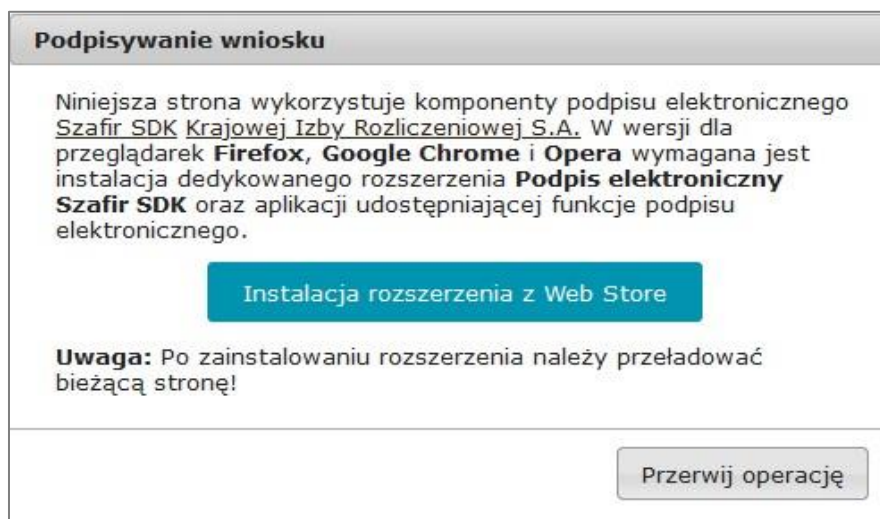 Podpisywanie wniosku
Niniejsza strona wykorzystuje komponenty podpisu elektronicznego
Szafir SDK Krajowej Izby Rozliczeniowej S.A. W wersji dla
przeglądarek Firefox, Google Chrome i Opera wymagana jest
instalacja dedykowanego rozszerzenia Podpis elektroniczny
Szafir SDK oraz aplikacji udostępniającej funkcje podpisu
elektronicznego.
Instalacja rozszerzenia z Web Store
Uwaga: Po zainstalowaniu rozszerzenia należy przeładować
bieżącą stronę!
Przerwij operację